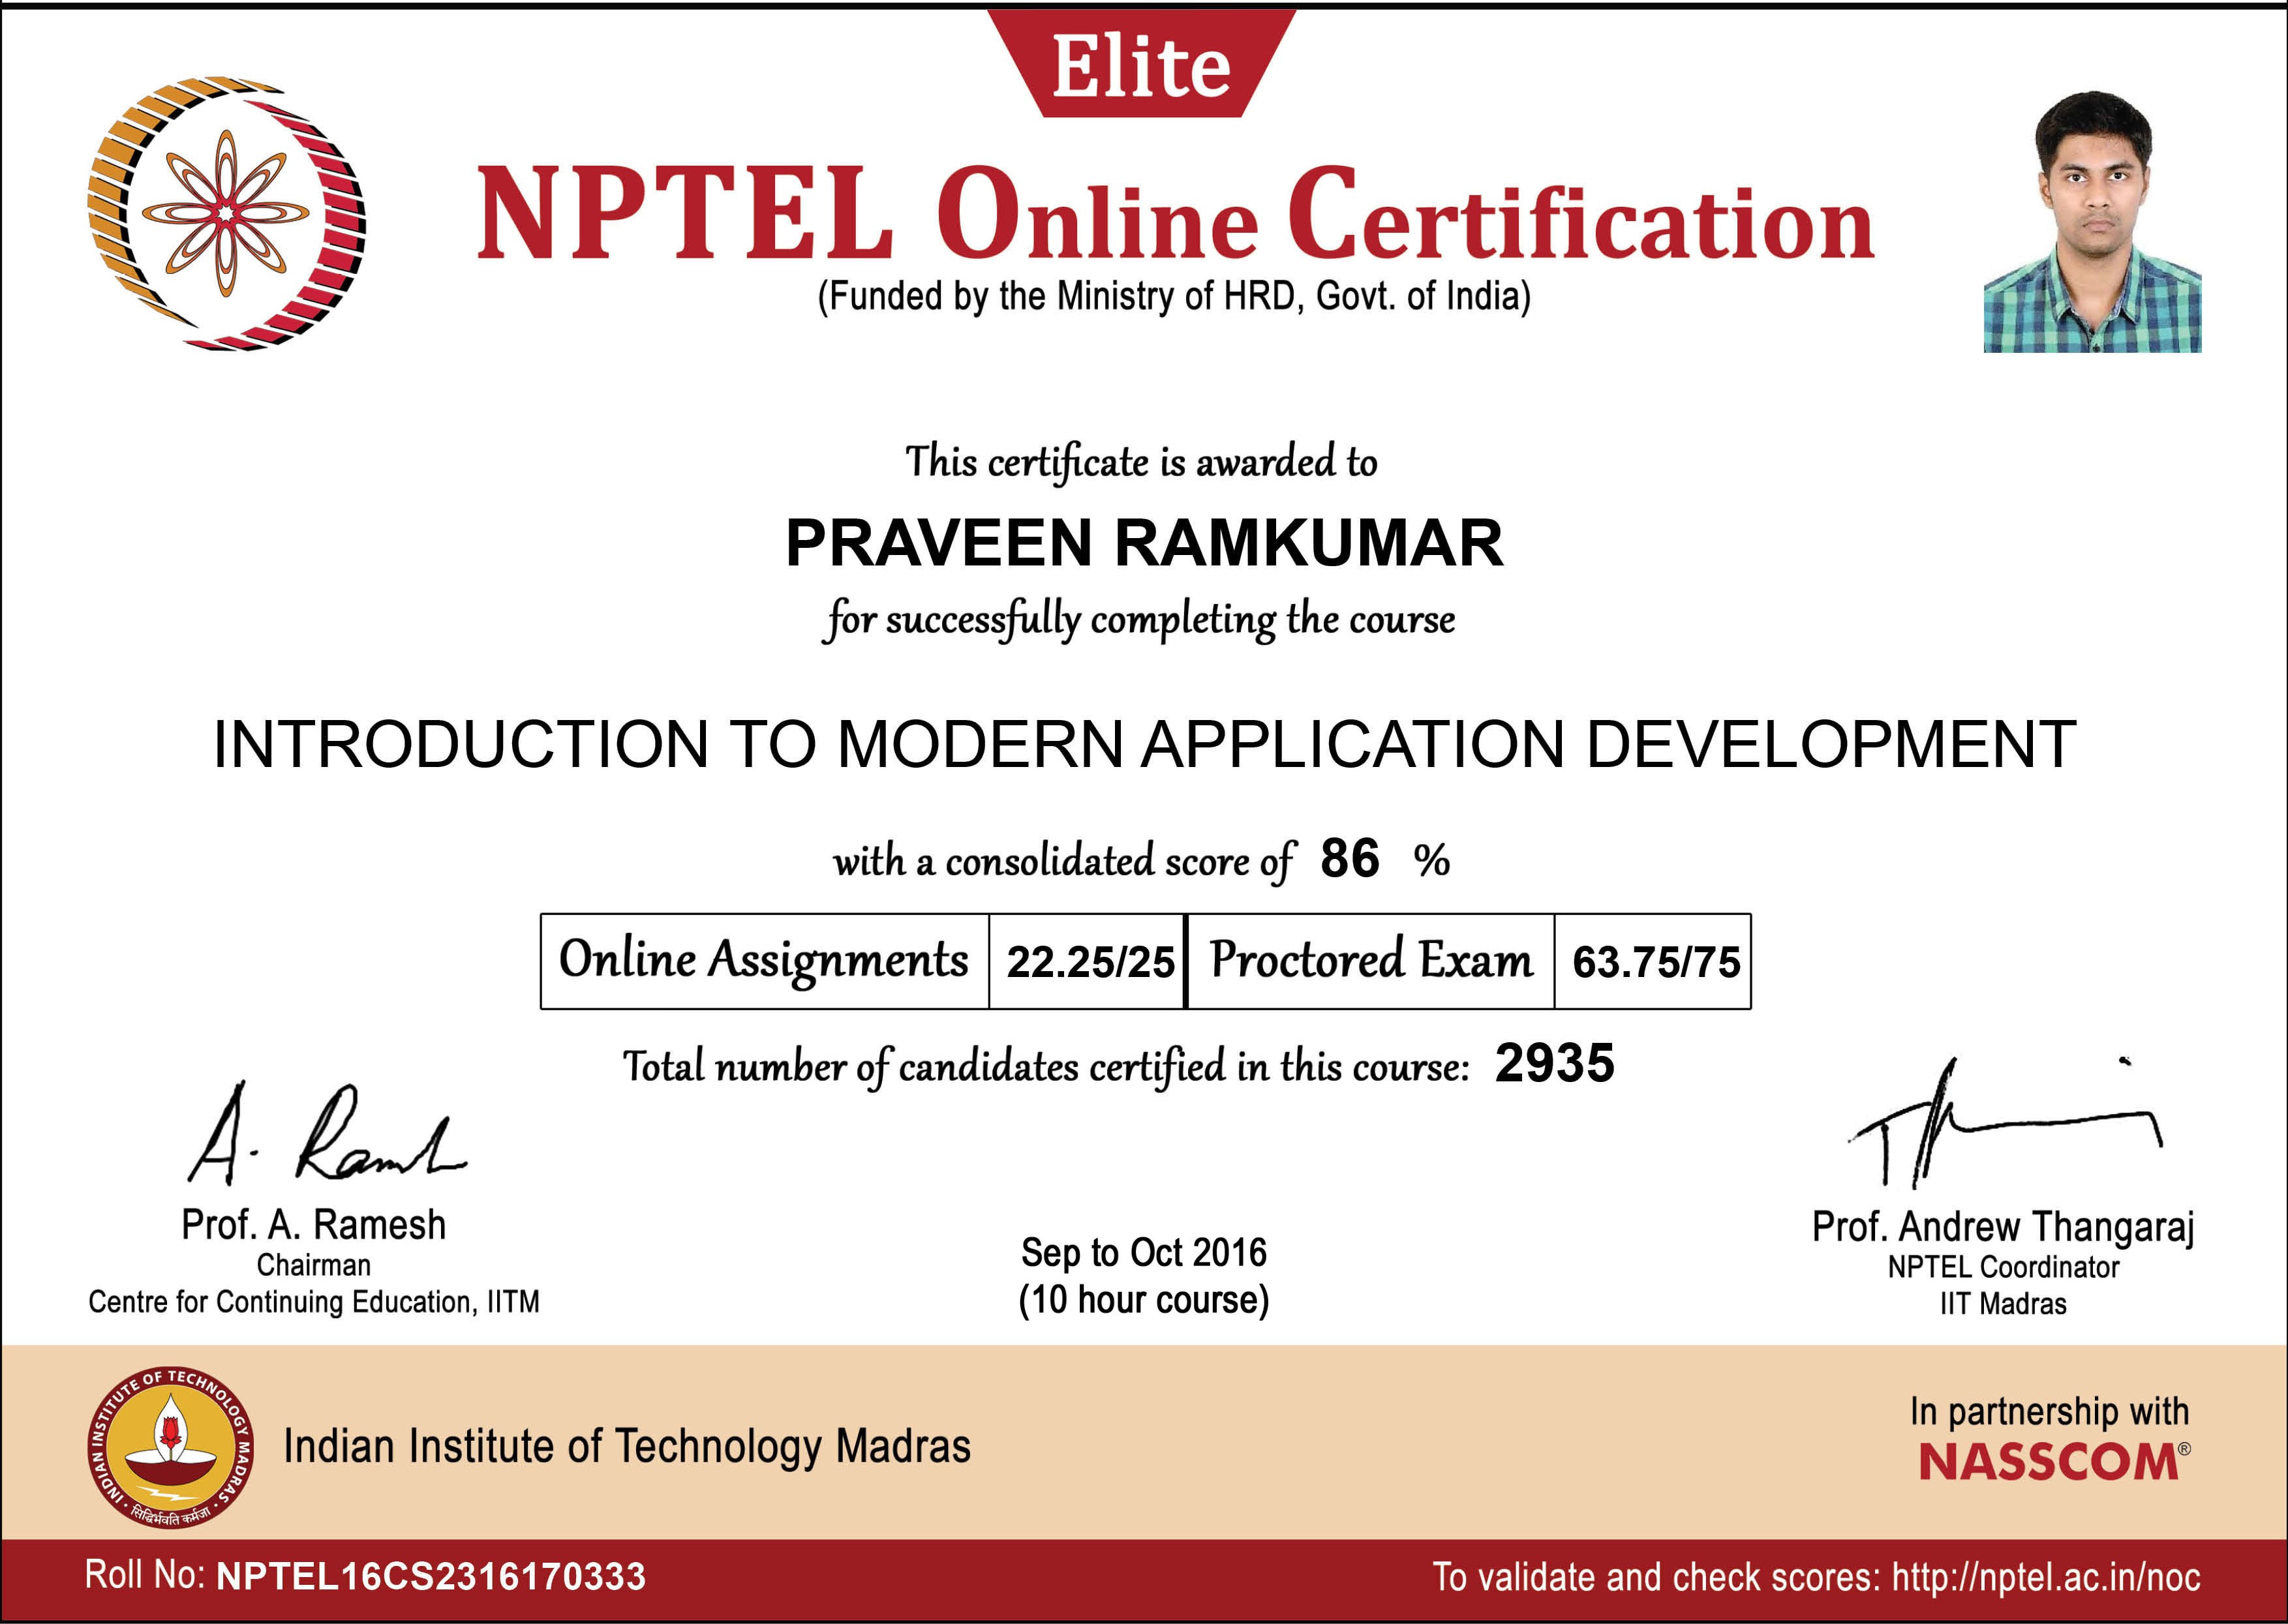 Elite
NPTEL Online Certification
(Funded by the Ministry of HRD, Govt. of India)
This certificate is awarded to
PRAVEEN RAMKUMAR
for successfully completing the course
INTRODUCTION TO MODERN APPLICATION DEVELOPMENT
with a consolidated score of 86 %
Online Assignments 22.25/25 Proctored Exam 63.75/75
Total number of candidates certified in this course: 2935
A. Ramesh
Prof. A. Ramesh
Chairman
Centre for Continuing Education, IITM
Sep to Oct 2016
(10 hour course)
Prof. Andrew Thangaraj
NPTEL Coordinator
IIT Madras
INDIAN INSTITUTE OF TECHNOLOGY MADRAS
सिद्धिर्भवति कर्मजा
Indian Institute of Technology Madras
In partnership with
NASSCOM®
Roll No: NPTEL16CS2316170333
To validate and check scores: http://nptel.ac.in/noc